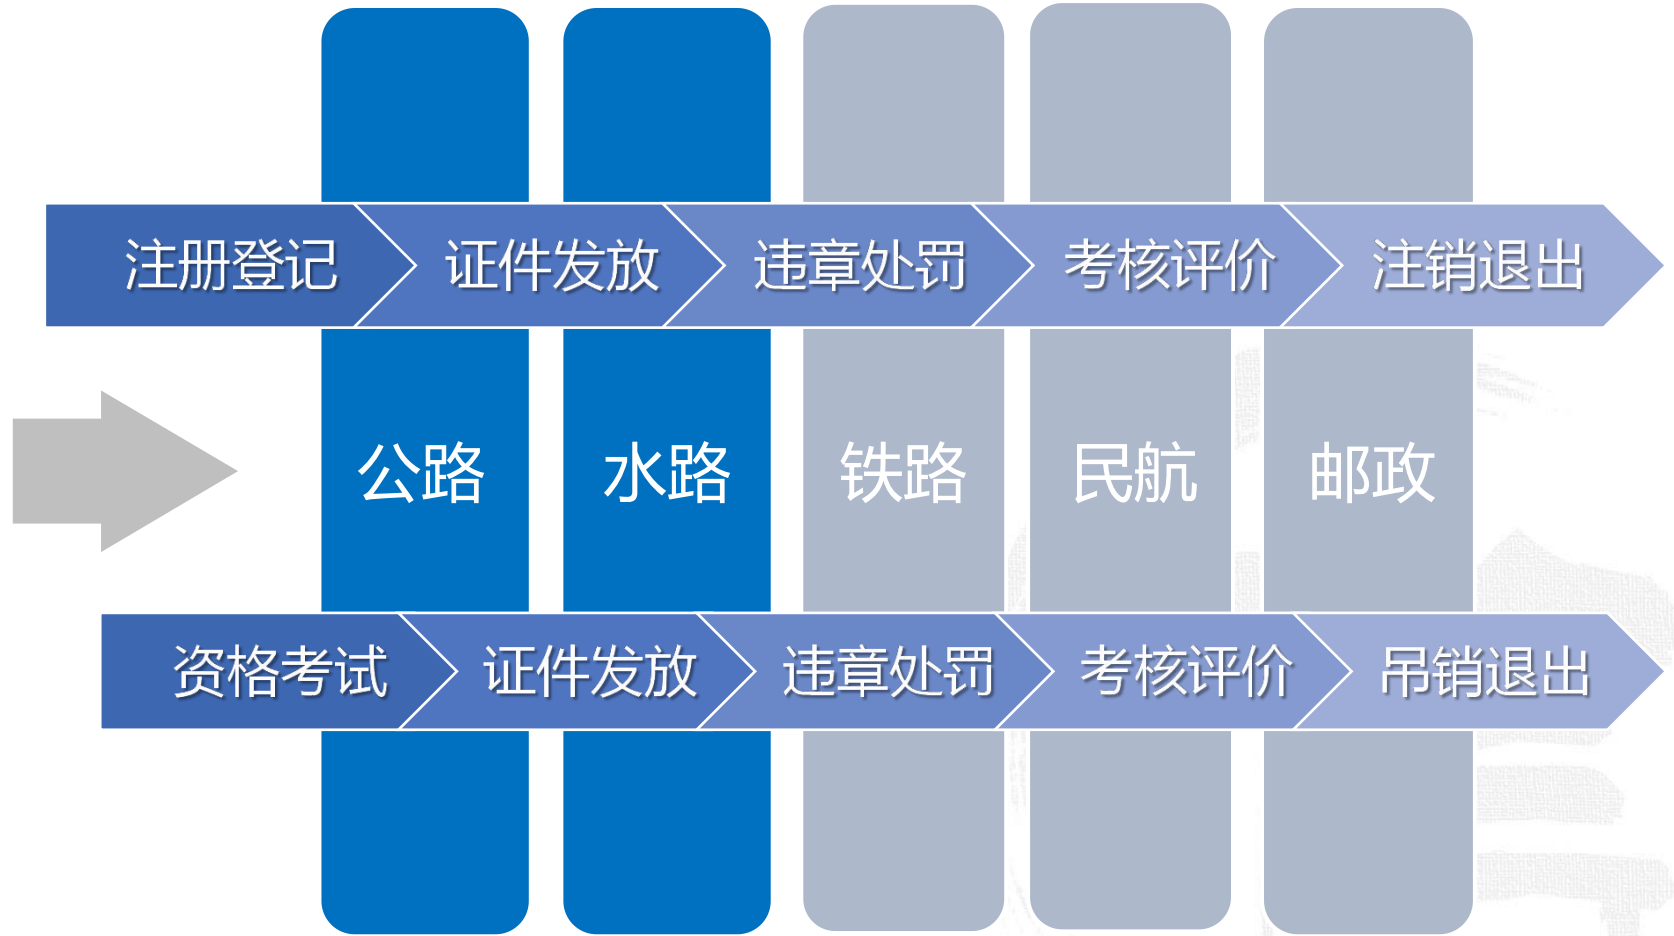 注册登记 证件发放 违章处罚 考核评价 注销退出
公路 水路 铁路 民航 邮政
资格考试 证件发放 违章处罚 考核评价 吊销退出